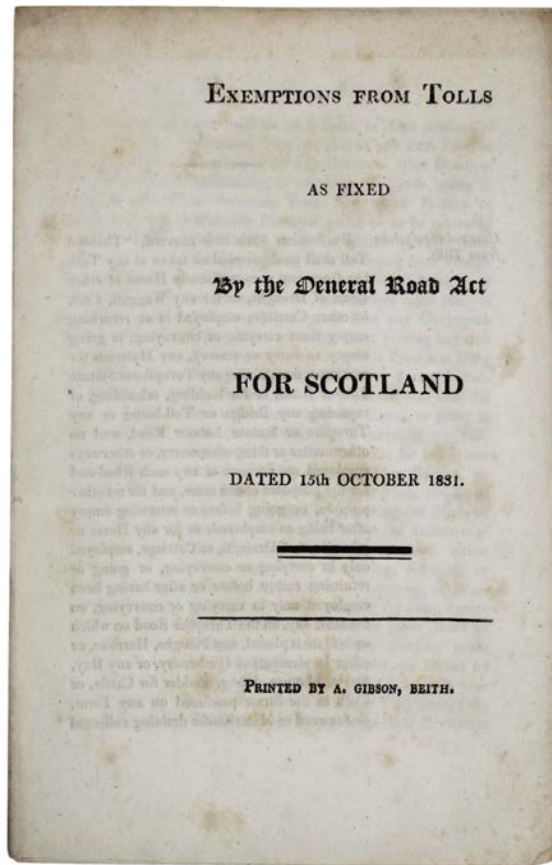 EXEMPTIONS FROM TOLLS
AS FIXED
By the General Road Act
FOR SCOTLAND
DATED 15th OCTOBER 1831.
PRINTED BY A. GIBSON, BEITH.